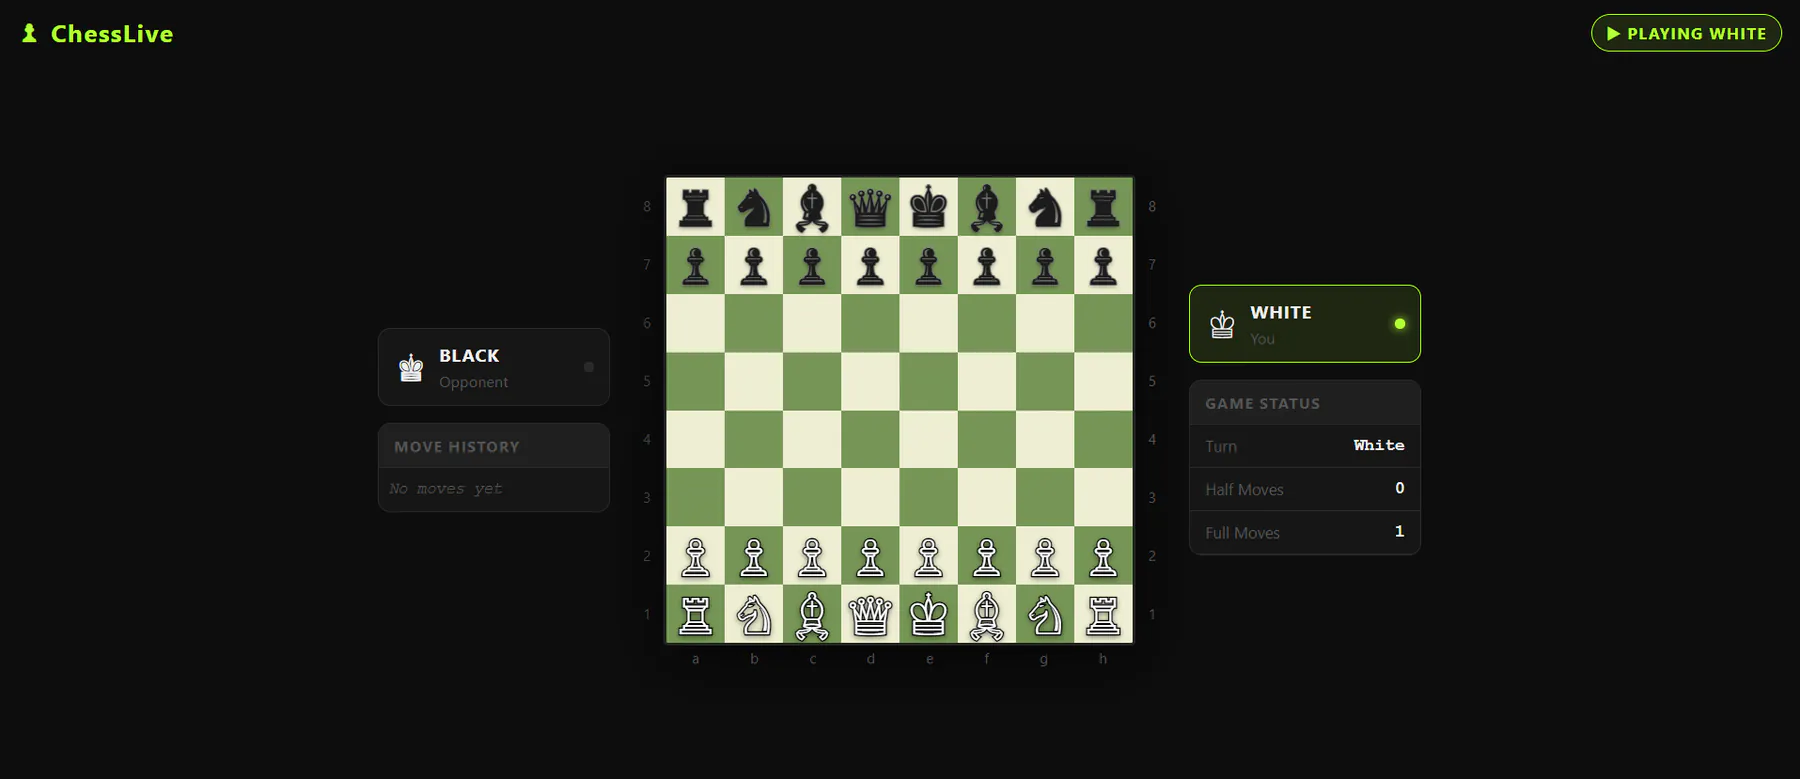 ChessLive
▶ PLAYING WHITE
BLACK
Opponent
MOVE HISTORY
No moves yet
8 8
7 7
6 6
5 5
4 4
3 3
2 2
1 1
a b c d e f g h
WHITE
You
GAME STATUS
Turn White
Half Moves 0
Full Moves 1